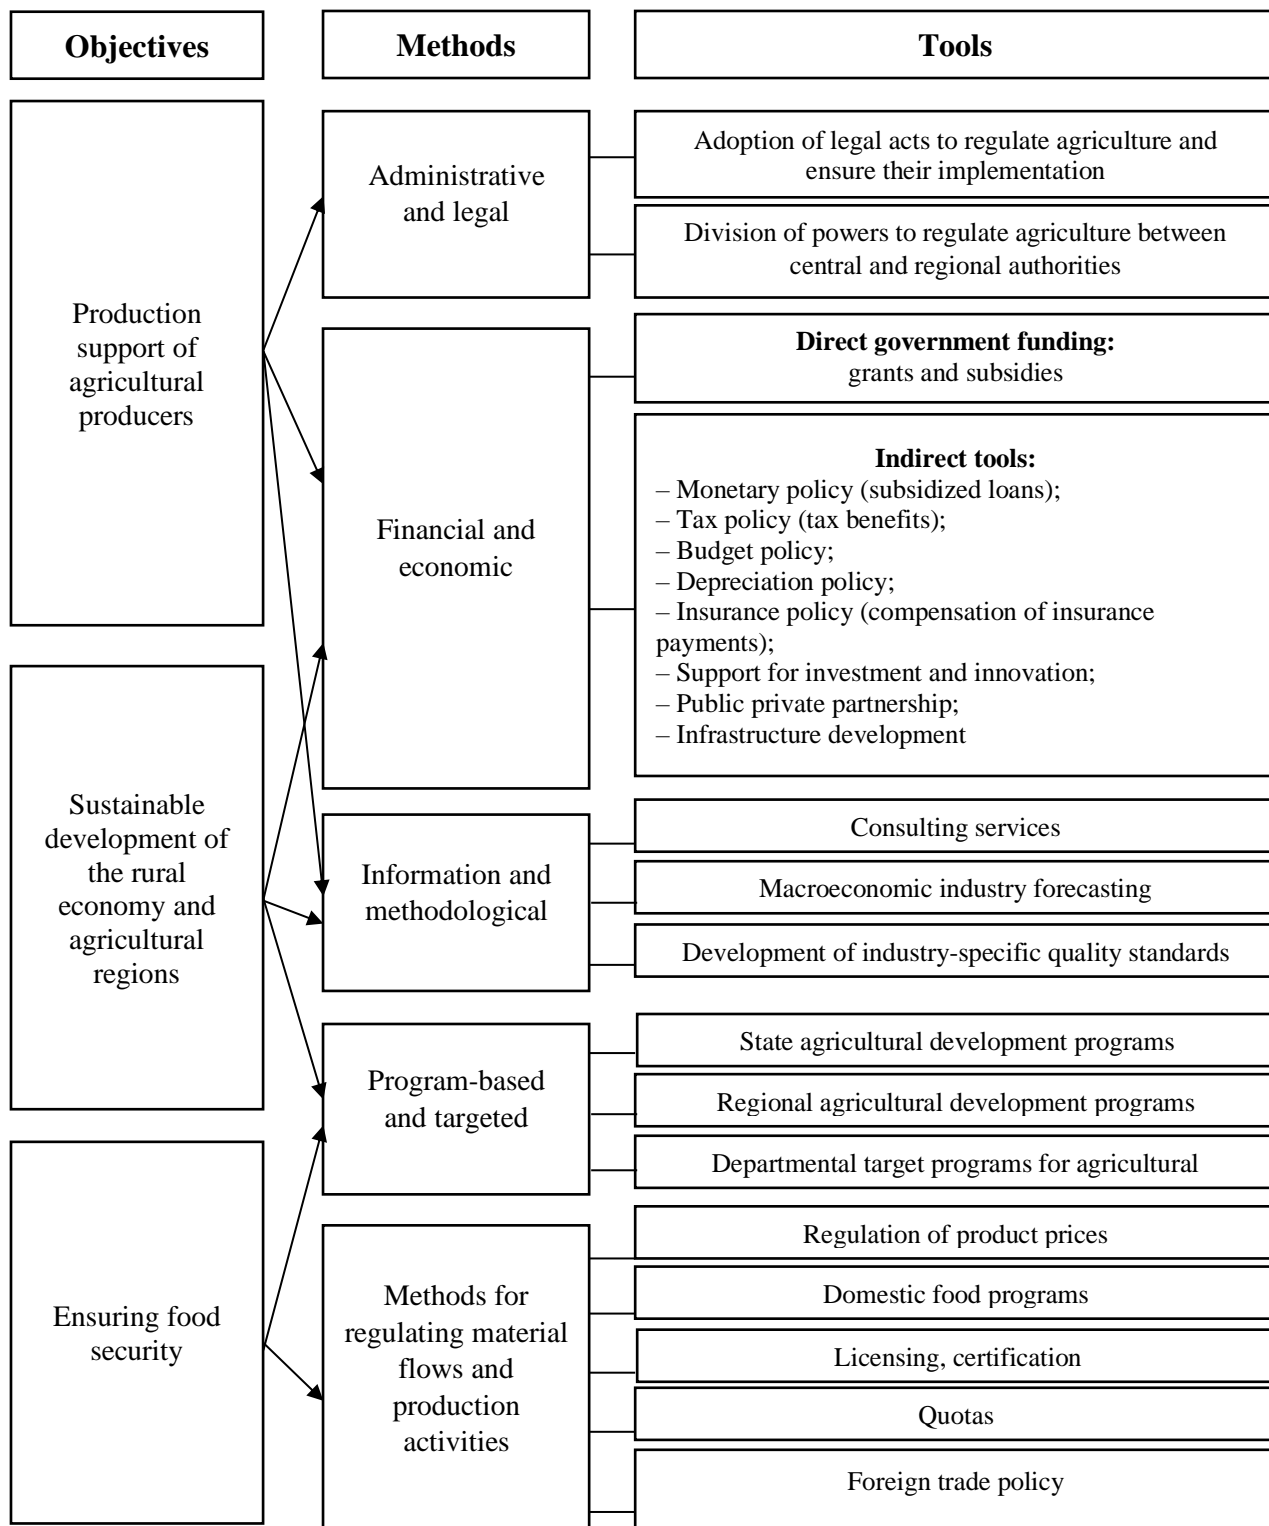 Objectives
Methods
Tools
Production
support of
agricultural
producers
Sustainable
development of
the rural
economy and
agricultural
regions
Ensuring food
security
Administrative
and legal
Financial and
economic
Information and
methodological
Program-based
and targeted
Methods for
regulating material
flows and
production
activities
Adoption of legal acts to regulate agriculture and
ensure their implementation
Division of powers to regulate agriculture between
central and regional authorities
Direct government funding:
grants and subsidies
Indirect tools:
– Monetary policy (subsidized loans);
– Tax policy (tax benefits);
– Budget policy;
– Depreciation policy;
– Insurance policy (compensation of insurance
payments);
– Support for investment and innovation;
– Public private partnership;
– Infrastructure development
Consulting services
Macroeconomic industry forecasting
Development of industry-specific quality standards
State agricultural development programs
Regional agricultural development programs
Departmental target programs for agricultural
Regulation of product prices
Domestic food programs
Licensing, certification
Quotas
Foreign trade policy